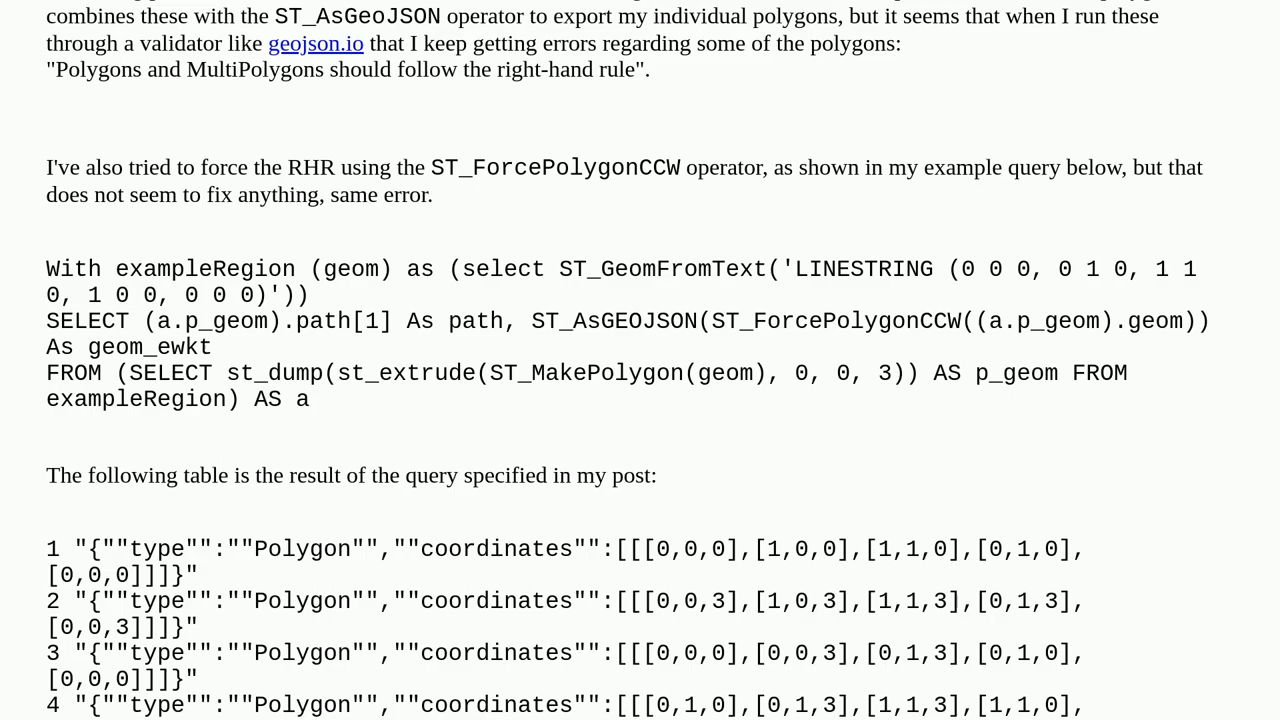 combines these with the ST_AsGeoJSON operator to export my individual polygons, but it seems that when I run these
through a validator like geojson.io that I keep getting errors regarding some of the polygons:
"Polygons and MultiPolygons should follow the right-hand rule".
I've also tried to force the RHR using the ST_ForcePolygonCCW operator, as shown in my example query below, but that
does not seem to fix anything, same error.
With exampleRegion (geom) as (select ST_GeomFromText('LINESTRING (0 0 0, 0 1 0, 1 1
0, 1 0 0, 0 0 0)'))
SELECT (a.p_geom).path[1] As path, ST_AsGEOJSON(ST_ForcePolygonCCW((a.p_geom).geom))
As geom_ewkt
FROM (SELECT st_dump(st_extrude(ST_MakePolygon(geom), 0, 0, 3)) AS p_geom FROM
exampleRegion) AS a
The following table is the result of the query specified in my post:
1 "{""type"":""Polygon"",""coordinates"":[[[0,0,0],[1,0,0],[1,1,0],[0,1,0],
[0,0,0]]]}"
2 "{""type"":""Polygon"",""coordinates"":[[[0,0,3],[1,0,3],[1,1,3],[0,1,3],
[0,0,3]]]}"
3 "{""type"":""Polygon"",""coordinates"":[[[0,0,0],[0,0,3],[0,1,3],[0,1,0],
[0,0,0]]]}"
4 "{""type"":""Polygon"",""coordinates"":[[[0,1,0],[0,1,3],[1,1,3],[1,1,0],